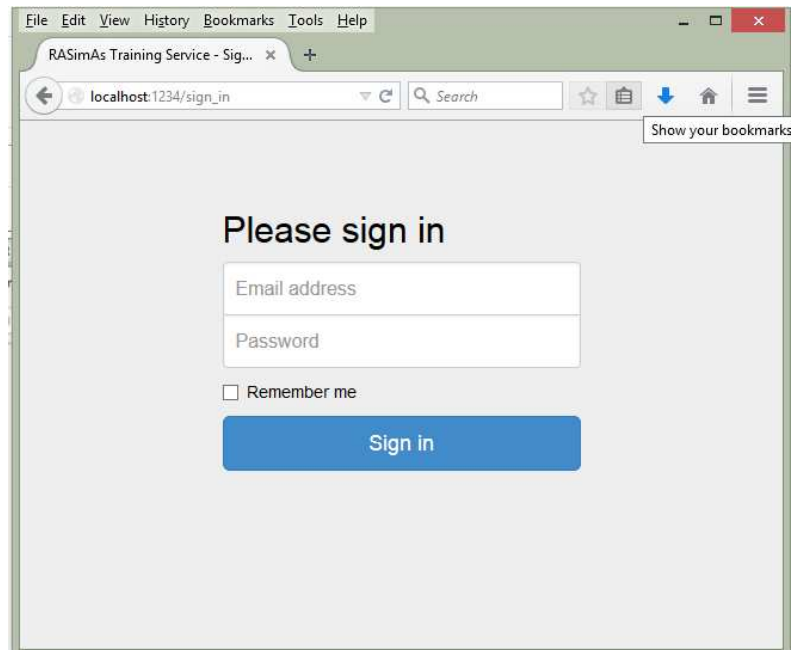 File Edit View History Bookmarks Tools Help
RASimAs Training Service - Sig...
localhost:1234/sign_in
Search
Show your bookmarks
Please sign in
Email address
Password
Remember me
Sign in